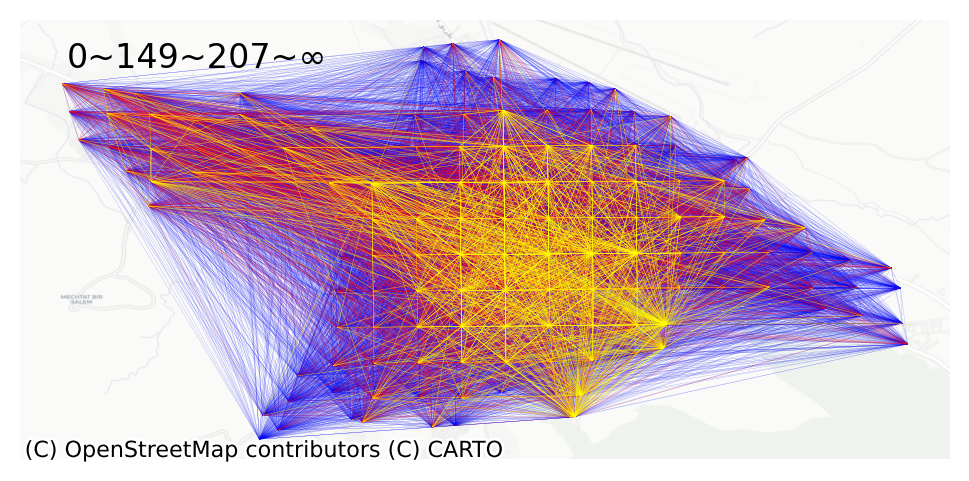 0~149~207~∞
MECHTAT BIR
SALEM
(C) OpenStreetMap contributors (C) CARTO